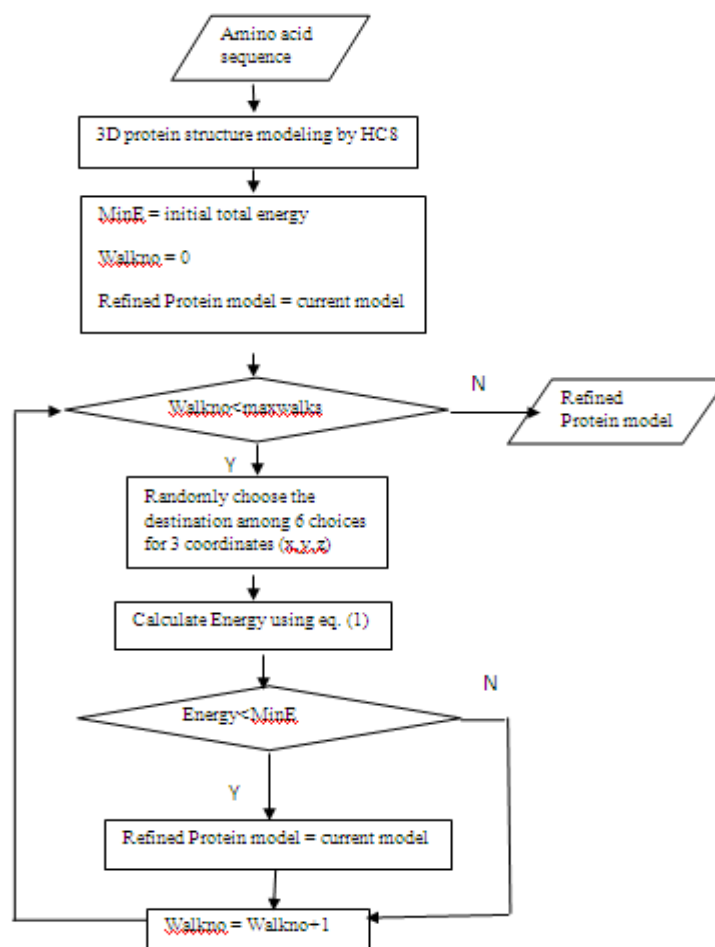 Amino acid
sequence
3D protein structure modeling by HC8
MinE = initial total energy
Walkno = 0
Refined Protein model = current model
Walkno<maxwalks
N
Refined
Protein model
Y
Randomly choose the
destination among 6 choices
for 3 coordinates (x,y,z)
Calculate Energy using eq. (1)
N
Energy<MinE
Y
Refined Protein model = current model
Walkno = Walkno+1